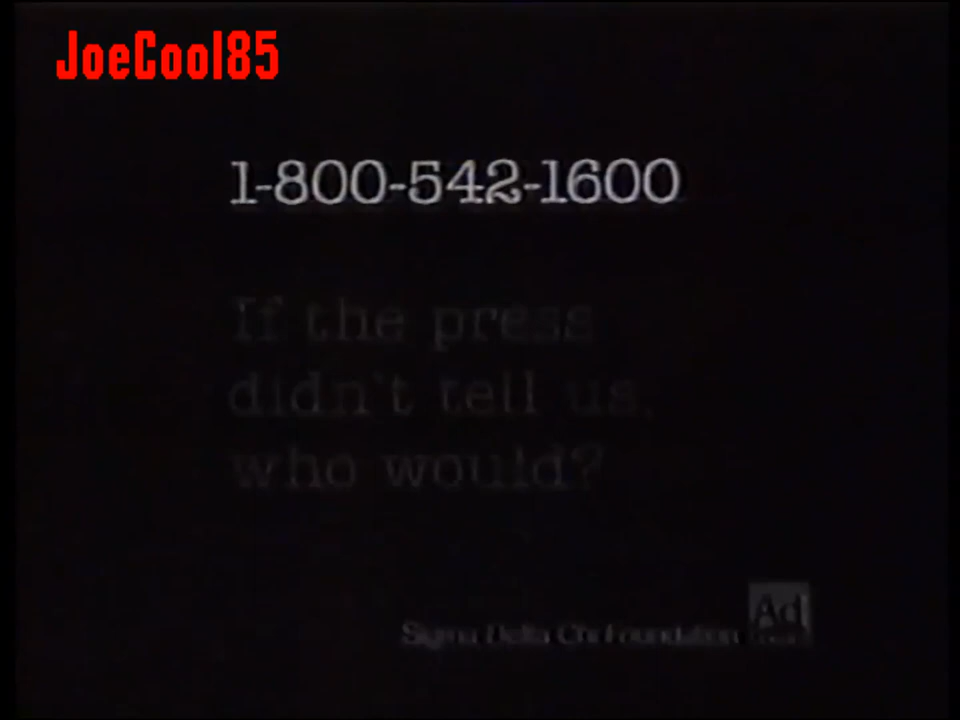 JoeCool85
1-800-542-1600
If the press
didn't tell us,
who would?
Sigma Delta Chi Foundation
Ad